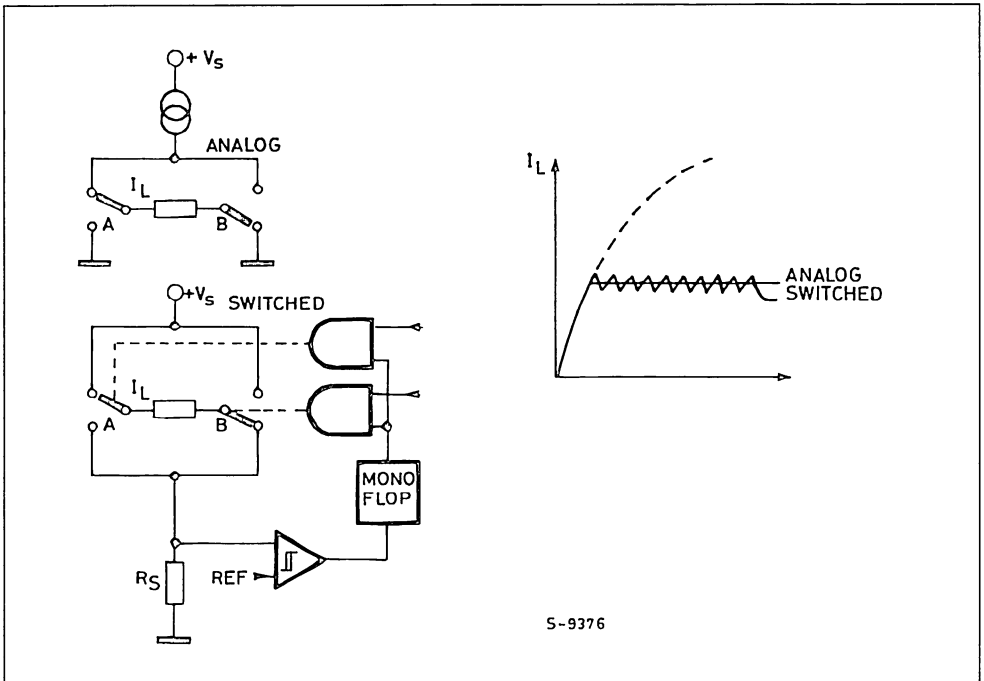 + Vs
ANALOG
IL
A
B
+Vs
SWITCHED
IL
A
B
MONO
FLOP
RS
REF
IL
ANALOG
SWITCHED
S-9376